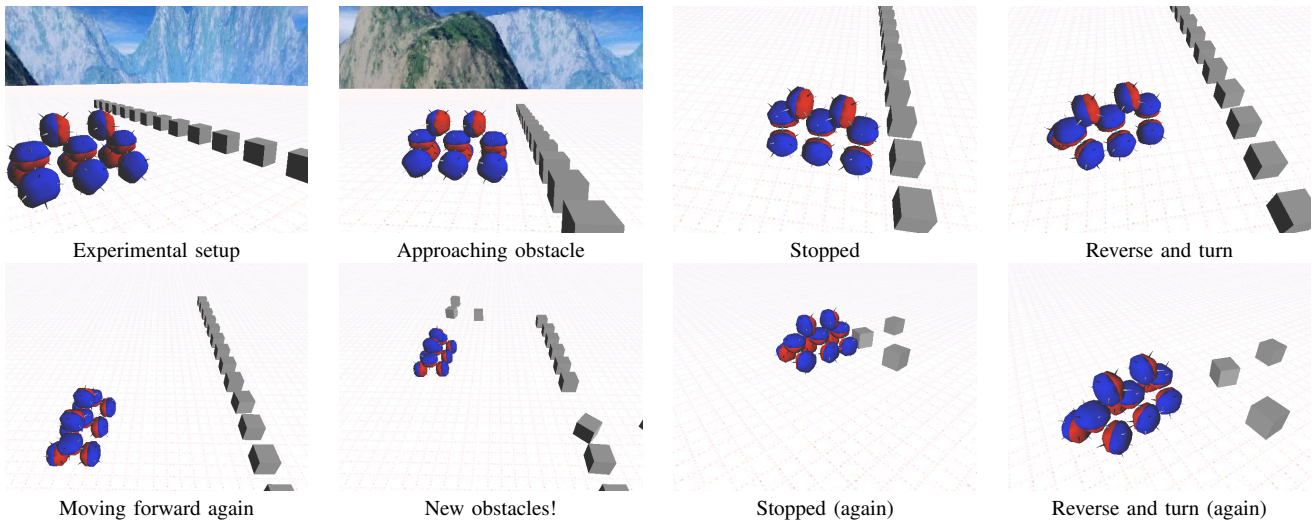 Experimental setup
Approaching obstacle
Stopped
Reverse and turn
Moving forward again
New obstacles!
Stopped (again)
Reverse and turn (again)